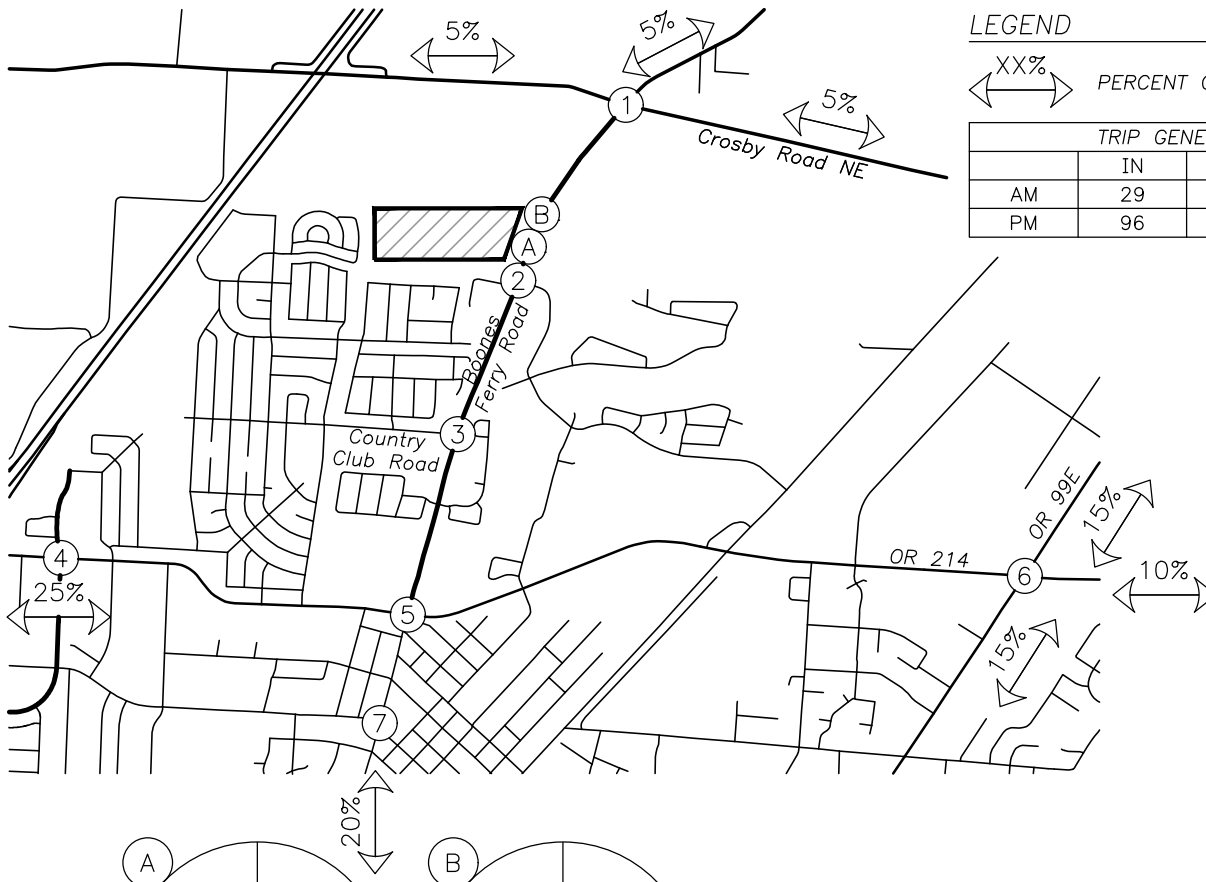 LEGEND
XX%
PERCENT
TRIP GENE
IN
AM 29
PM 96
5%
5%
5%
Crosby Road NE
1
B
A
2
Boones
Ferry Road
3
Country
Club Road
4
25%
5
OR 214
OR 99E
15%
6
10%
15%
7
20%
A
B